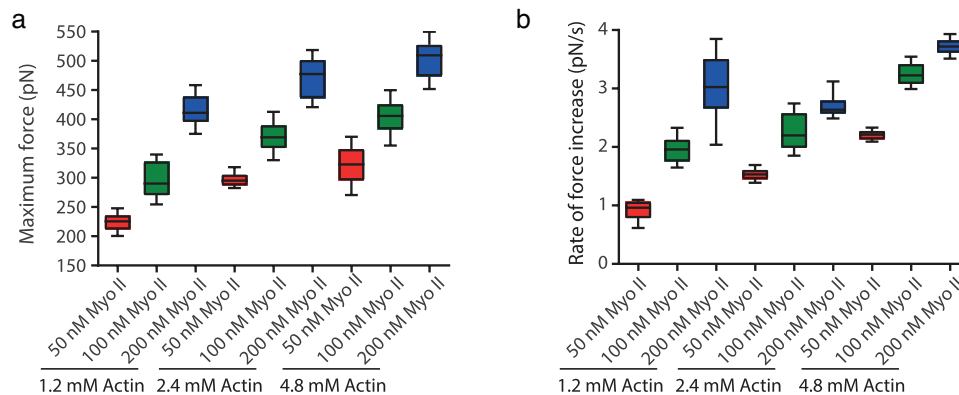 a
Maximum force (pN)
550
500
450
400
350
300
250
200
150
50 nM Myo II
100 nM Myo II
200 nM Myo II
50 nM Myo II
100 nM Myo II
200 nM Myo II
50 nM Myo II
100 nM Myo II
200 nM Myo II
1.2 mM Actin
2.4 mM Actin
4.8 mM Actin
b
Rate of force increase (pN/s)
4
3
2
1
0
50 nM Myo II
100 nM Myo II
200 nM Myo II
50 nM Myo II
100 nM Myo II
200 nM Myo II
50 nM Myo II
100 nM Myo II
200 nM Myo II
1.2 mM Actin
2.4 mM Actin
4.8 mM Actin